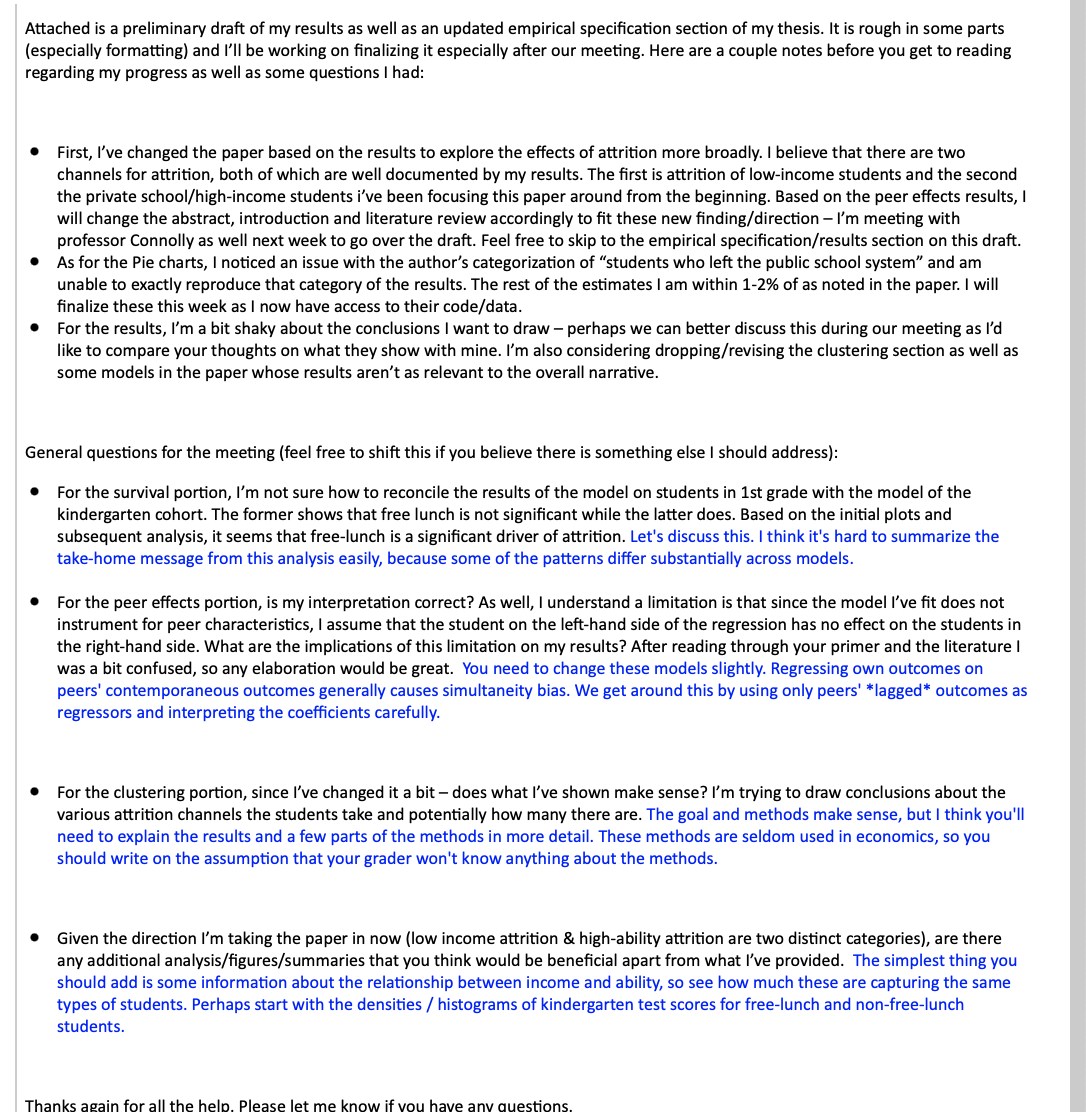 Attached is a preliminary draft of my results as well as an updated empirical specification section of my thesis. It is rough in some parts
(especially formatting) and I'll be working on finalizing it especially after our meeting. Here are a couple notes before you get to reading
regarding my progress as well as some questions I had:
• First, I've changed the paper based on the results to explore the effects of attrition more broadly. I believe that there are two
channels for attrition, both of which are well documented by my results. The first is attrition of low-income students and the second
the private school/high-income students i've been focusing this paper around from the beginning. Based on the peer effects results, I
will change the abstract, introduction and literature review accordingly to fit these new finding/direction – I'm meeting with
professor Connolly as well next week to go over the draft. Feel free to skip to the empirical specification/results section on this draft.
• As for the Pie charts, I noticed an issue with the author's categorization of "students who left the public school system" and am
unable to exactly reproduce that category of the results. The rest of the estimates I am within 1-2% of as noted in the paper. I will
finalize these this week as I now have access to their code/data.
• For the results, I'm a bit shaky about the conclusions I want to draw – perhaps we can better discuss this during our meeting as I'd
like to compare your thoughts on what they show with mine. I'm also considering dropping/revising the clustering section as well as
some models in the paper whose results aren't as relevant to the overall narrative.
General questions for the meeting (feel free to shift this if you believe there is something else I should address):
• For the survival portion, I'm not sure how to reconcile the results of the model on students in 1st grade with the model of the
kindergarten cohort. The former shows that free lunch is not significant while the latter does. Based on the initial plots and
subsequent analysis, it seems that free-lunch is a significant driver of attrition. Let's discuss this. I think it's hard to summarize the
take-home message from this analysis easily, because some of the patterns differ substantially across models.
• For the peer effects portion, is my interpretation correct? As well, I understand a limitation is that since the model I've fit does not
instrument for peer characteristics, I assume that the student on the left-hand side of the regression has no effect on the students in
the right-hand side. What are the implications of this limitation on my results? After reading through your primer and the literature I
was a bit confused, so any elaboration would be great. You need to change these models slightly. Regressing own outcomes on
peers' contemporaneous outcomes generally causes simultaneity bias. We get around this by using only peers' *lagged* outcomes as
regressors and interpreting the coefficients carefully.
• For the clustering portion, since I've changed it a bit – does what I've shown make sense? I'm trying to draw conclusions about the
various attrition channels the students take and potentially how many there are. The goal and methods make sense, but I think you'll
need to explain the results and a few parts of the methods in more detail. These methods are seldom used in economics, so you
should write on the assumption that your grader won't know anything about the methods.
• Given the direction I'm taking the paper in now (low income attrition & high-ability attrition are two distinct categories), are there
any additional analysis/figures/summaries that you think would be beneficial apart from what I've provided. The simplest thing you
should add is some information about the relationship between income and ability, so see how much these are capturing the same
types of students. Perhaps start with the densities / histograms of kindergarten test scores for free-lunch and non-free-lunch
students.
Thanks again for all the help. Please let me know if you have any questions.